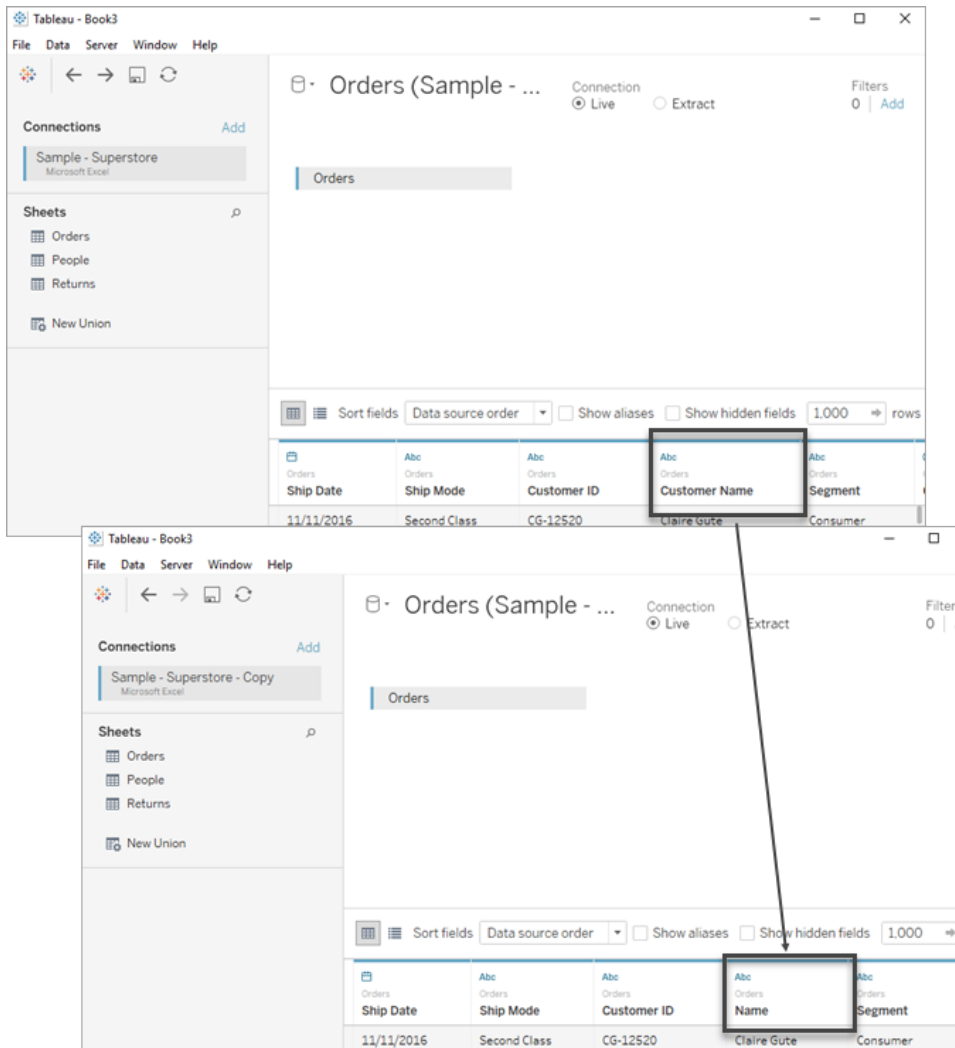 Tableau - Book3
File Data Server Window Help
Orders (Sample - ...
Connection
Live Extract
Filters
0 Add
Connections Add
Sample - Superstore
Microsoft Excel
Orders
Sheets
Orders
People
Returns
New Union
Sort fields Data source order Show aliases Show hidden fields 1,000 rows
Abc Abc Abc Abc
Orders Orders Orders Orders Orders
Ship Date Ship Mode Customer ID Customer Name Segment
11/11/2016 Second Class CG-12520 Claire Gute Consumer
Tableau - Book3
File Data Server Window Help
Orders (Sample - ...
Connection
Live Extract
Filter
0
Connections Add
Sample - Superstore - Copy
Microsoft Excel
Orders
Sheets
Orders
People
Returns
New Union
Sort fields Data source order Show aliases Show hidden fields 1,000
Abc Abc Abc Abc
Orders Orders Orders Orders Orders
Ship Date Ship Mode Customer ID Name Segment
11/11/2016 Second Class CG-12520 Claire Gute Consumer